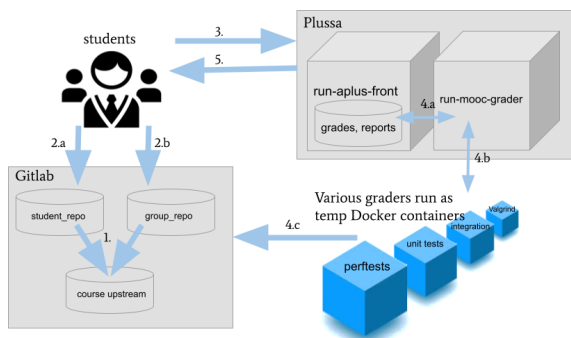 Plussa
students
3.
5.
run-aplus-front
run-mooc-grader
4.a
grades, reports
2.a
2.b
4.b
Gitlab
student_repo
group_repo
1.
course upstream
Various graders run as
temp Docker containers
Valgrind
integration
unit tests
perftests
4.c